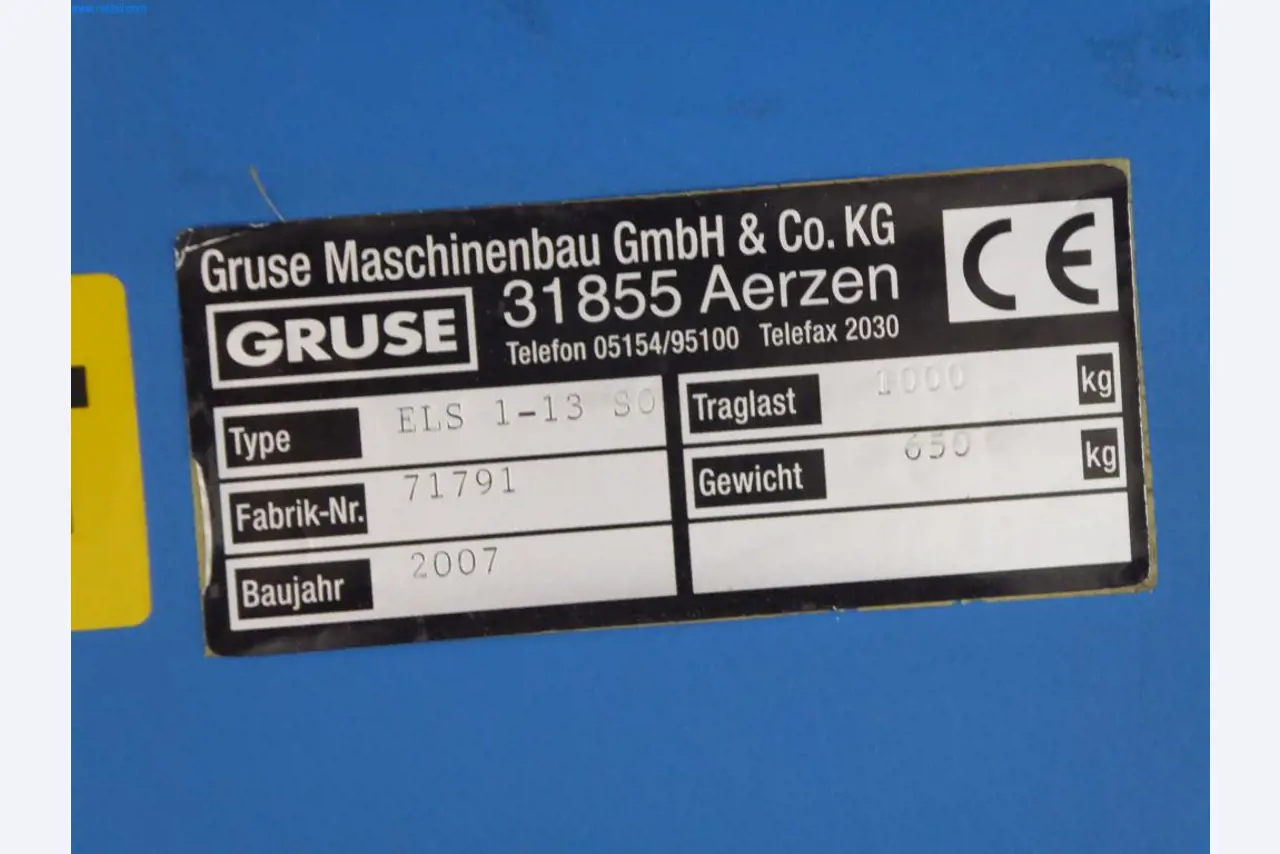 Gruse Maschinenbau GmbH & Co. KG
GRUSE
31855 Aerzen
Telefon 05154/95100 Telefax 2030
CE
Type ELS 1-13 SO
Fabrik-Nr. 71791
Baujahr 2007
Traglast 1000 kg
Gewicht 650 kg